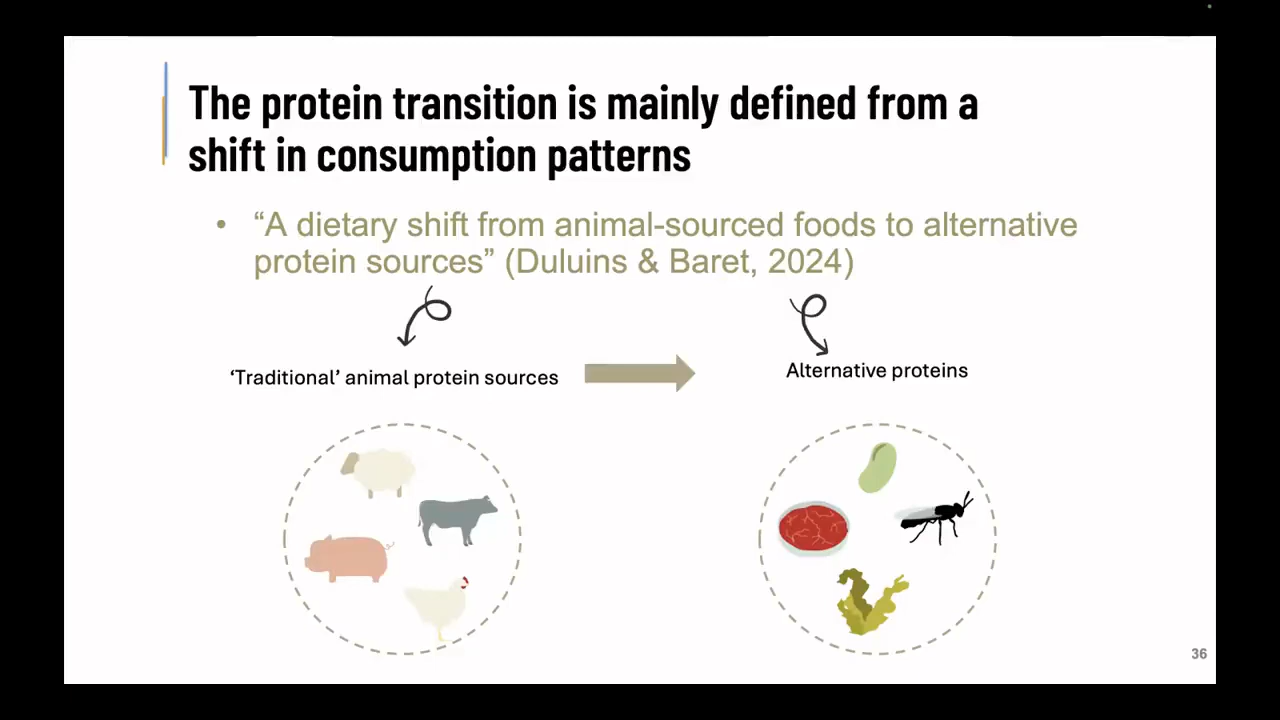 The protein transition is mainly defined from a
shift in consumption patterns
• “A dietary shift from animal-sourced foods to alternative
protein sources” (Duluins & Baret, 2024)
‘Traditional’ animal protein sources
Alternative proteins
36